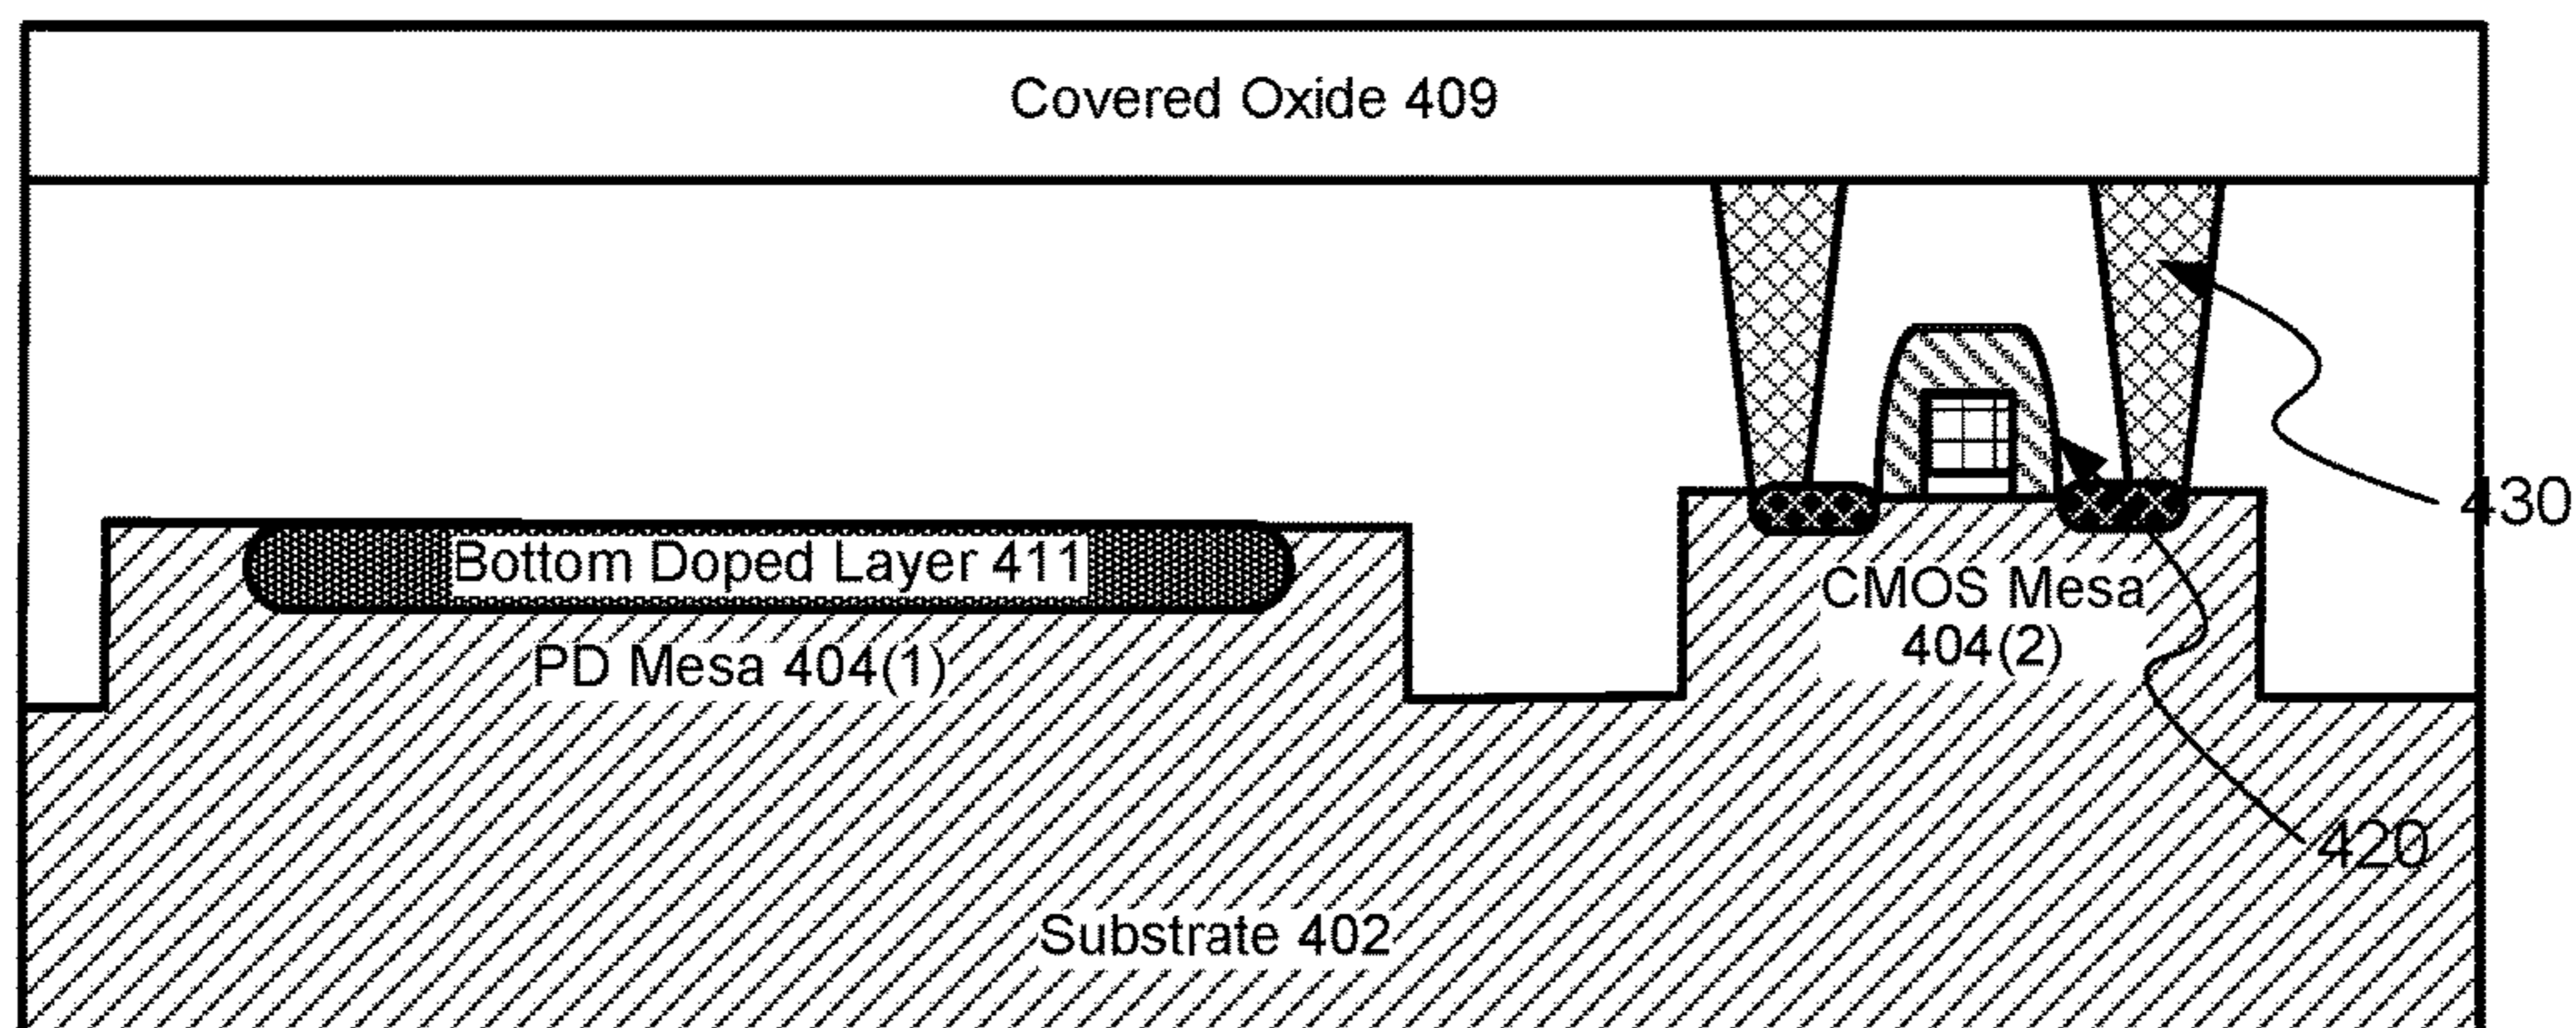 Covered Oxide 409
430
Bottom Doped Layer 411
CMOS Mesa
404(2)
PD Mesa 404(1)
420
Substrate 402